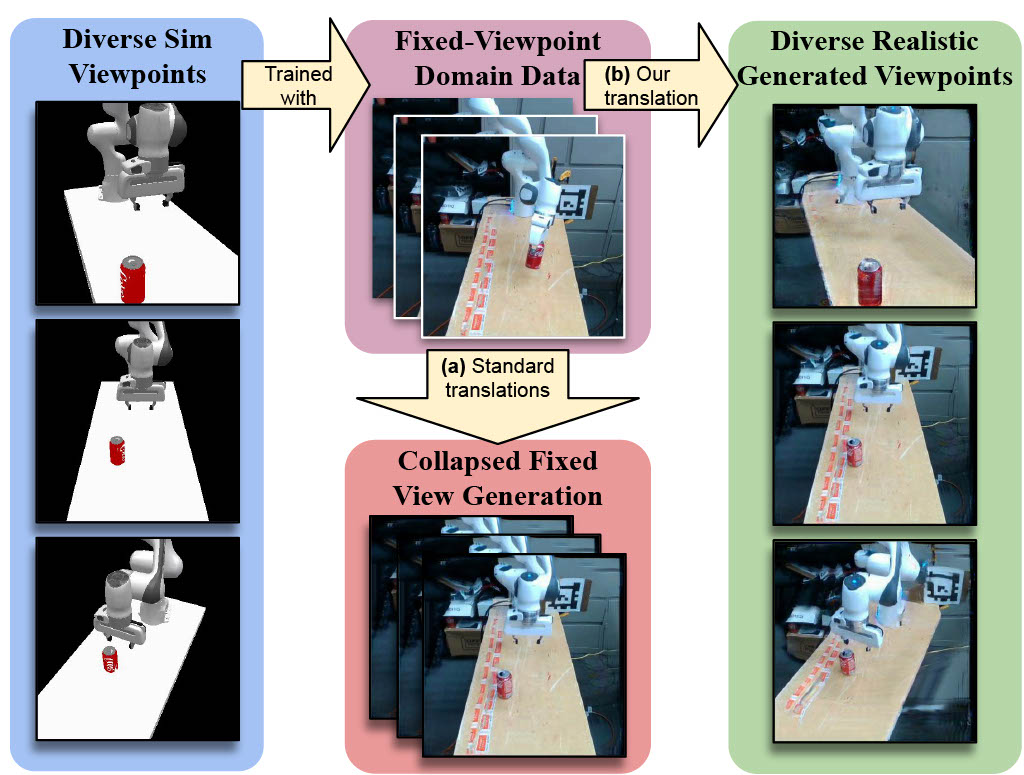 Diverse Sim
Viewpoints
Trained
with
Fixed-Viewpoint
Domain Data
(b) Our
translation
Diverse Realistic
Generated Viewpoints
(a) Standard
translations
Collapsed Fixed
View Generation